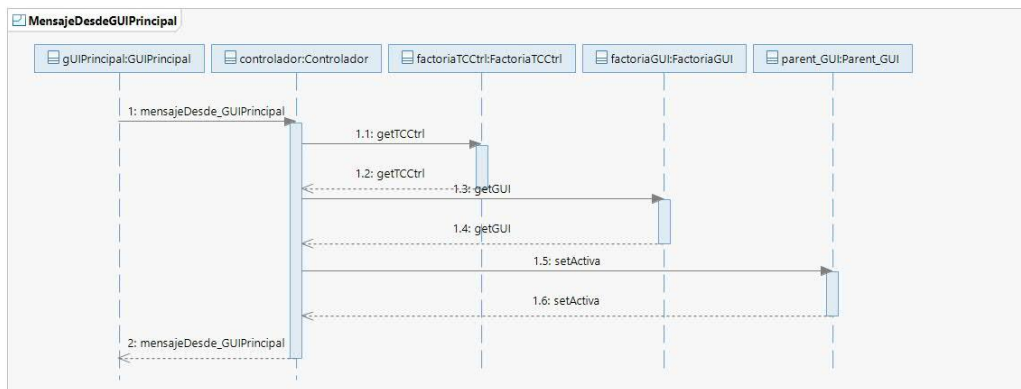 MensajeDesdeGUIPrincipal
gUIPrincipal:GUIPrincipal
controlador:Controlador
factoriaTCCtrl:FactoriaTCCtrl
factoriaGUI:FactoriaGUI
parent_GUI:Parent_GUI
1: mensajeDesde_GUIPrincipal
1.1: getTCCtrl
1.2: getTCCtrl
1.3: getGUI
1.4: getGUI
1.5: setActiva
1.6: setActiva
2: mensajeDesde_GUIPrincipal